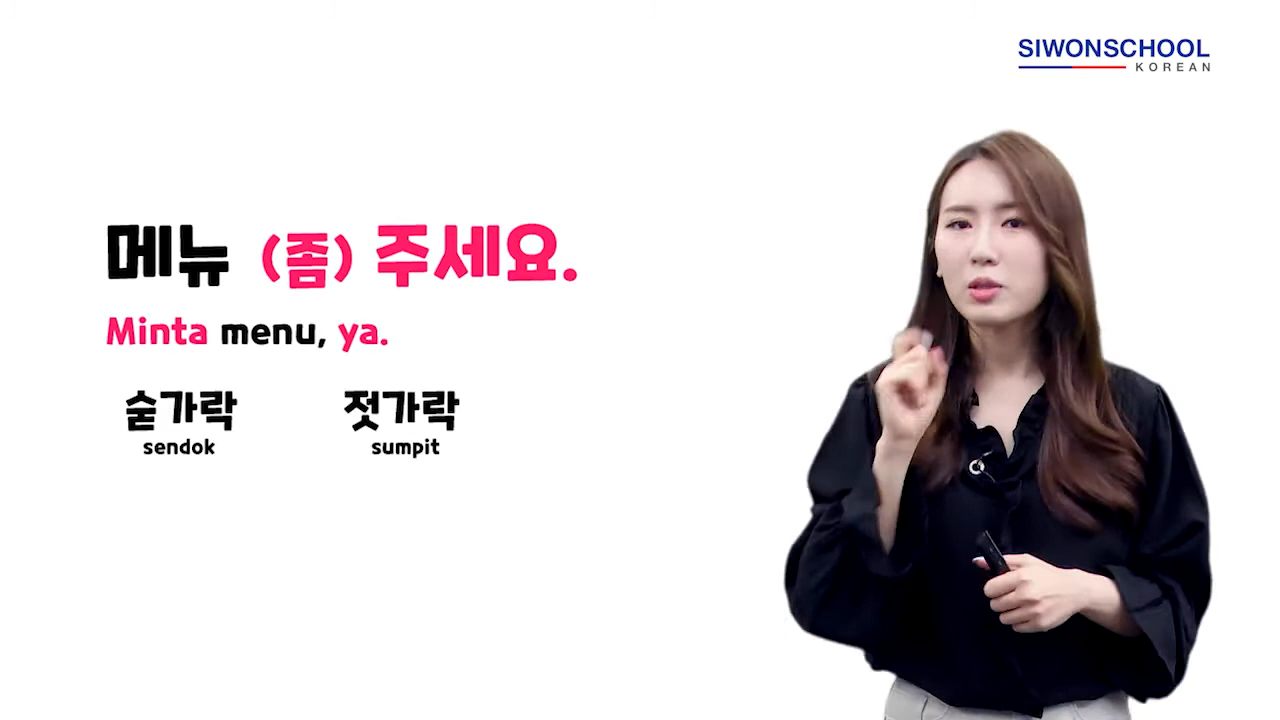 SIWONSCHOOL
KOREAN
메뉴 (좀) 주세요.
Minta menu, ya.
숟가락 젓가락
sendok sumpit